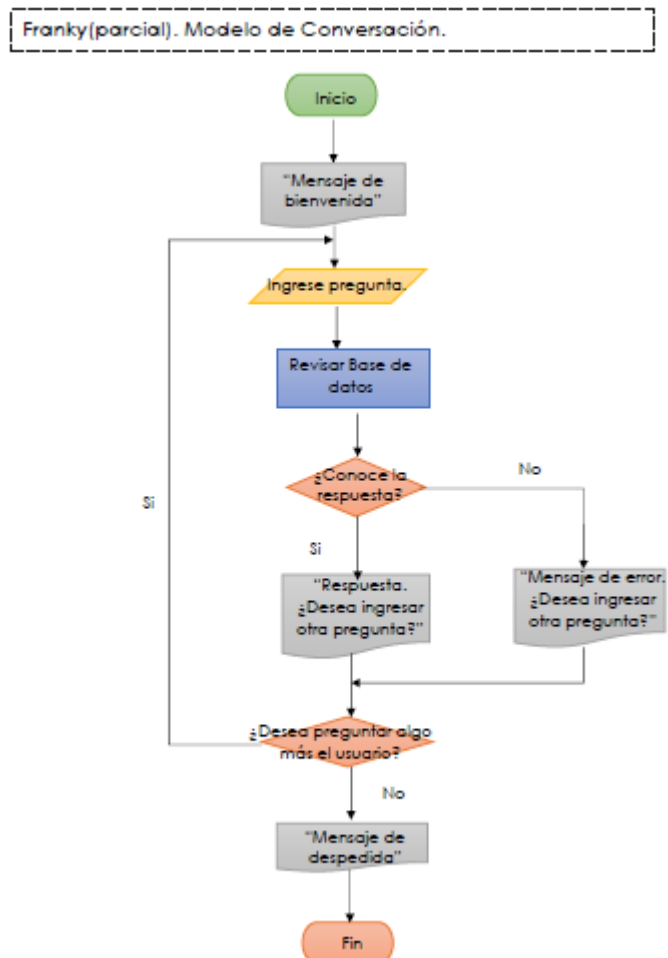 Franky(parcial). Modelo de Conversación.
Inicio
"Mensaje de
bienvenida"
Ingrese pregunta.
Revisar Base de
datos
¿Conoce la
respuesta?
No
Si
Si
"Respuesta.
¿Desea ingresar
otra pregunta?"
"Mensaje de error.
¿Desea ingresar
otra pregunta?"
¿Desea preguntar algo
más el usuario?
No
"Mensaje de
despedida"
Fin